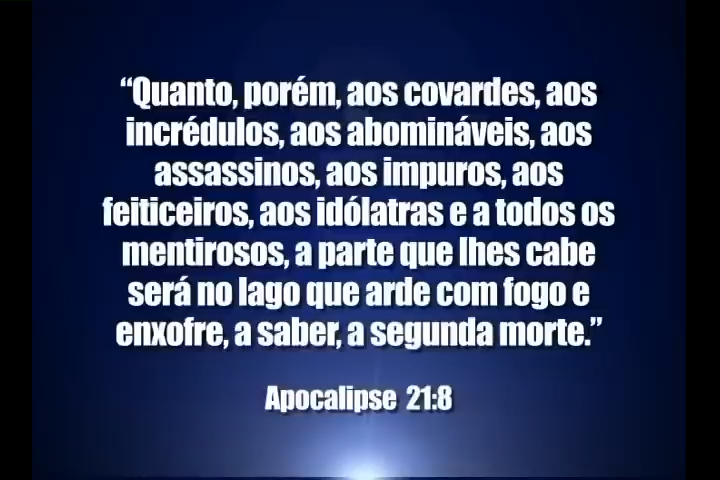 “Quanto, porém, aos covardes, aos
incrédulos, aos abomináveis, aos
assassinos, aos impuros, aos
feiticeiros, aos idólatras e a todos os
mentirosos, a parte que lhes cabe
será no lago que arde com fogo e
enxofre, a saber, a segunda morte.”
Apocalipse 21:8